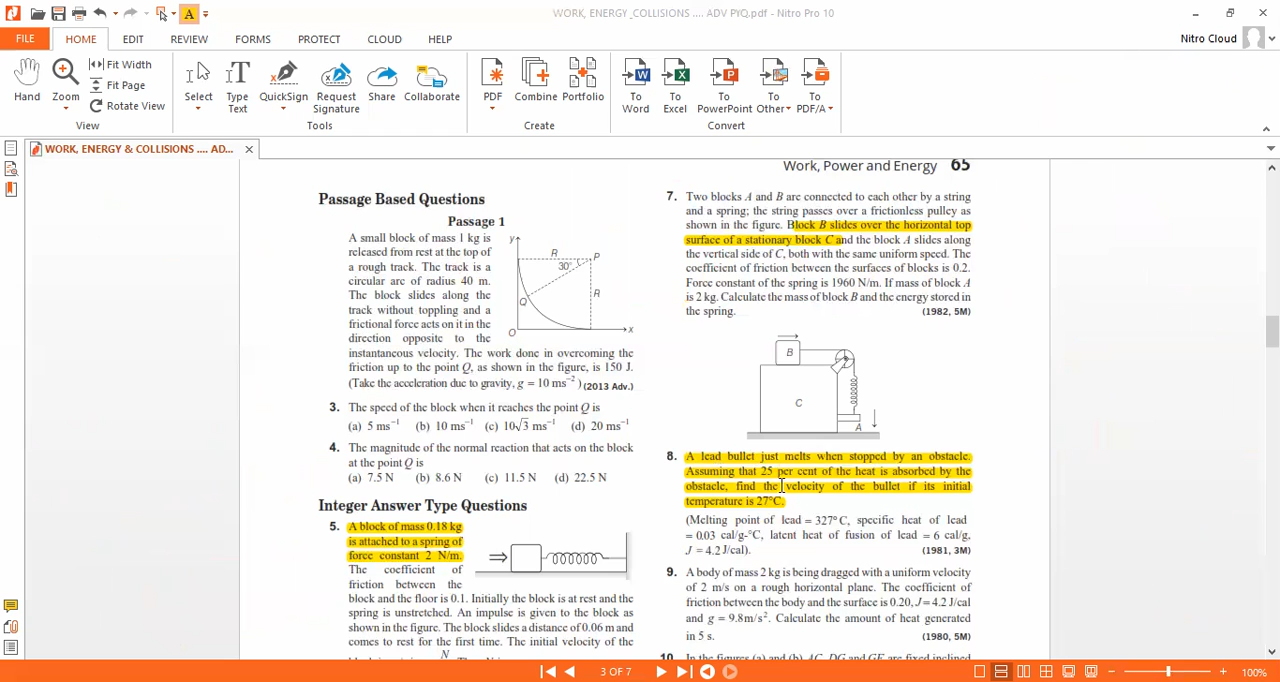 WORK, ENERGY _COLLISIONS .... ADV PYQ.pdf - Nitro Pro 10
FILE HOME EDIT REVIEW FORMS PROTECT CLOUD HELP
Nitro Cloud
Hand
Zoom
Fit Width
Fit Page
Rotate View
View
Select
Type Text
QuickSign
Request Signature
Share
Collaborate
Tools
PDF
Combine
Portfolio
Create
To Word
To Excel
To PowerPoint
To Other
To PDF/A
Convert
WORK, ENERGY & COLLISIONS .... AD...
Work, Power and Energy 65
Passage Based Questions
Passage 1
A small block of mass 1 kg is
released from rest at the top of
a rough track. The track is a
circular arc of radius 40 m.
The block slides along the
track without toppling and a
frictional force acts on it in the
direction opposite to the
instantaneous velocity. The work done in overcoming the
friction up to the point Q, as shown in the figure, is 150 J.
(Take the acceleration due to gravity, g = 10 ms⁻²) (2013 Adv.)
y
R
P
30°
Q
R
O
x
3. The speed of the block when it reaches the point Q is
(a) 5 ms⁻¹ (b) 10 ms⁻¹ (c) 10√3 ms⁻¹ (d) 20 ms⁻¹
4. The magnitude of the normal reaction that acts on the block
at the point Q is
(a) 7.5 N (b) 8.6 N (c) 11.5 N (d) 22.5 N
Integer Answer Type Questions
5. A block of mass 0.18 kg
is attached to a spring of
force constant 2 N/m.
The coefficient of
friction between the
block and the floor is 0.1. Initially the block is at rest and the
spring is unstretched. An impulse is given to the block as
shown in the figure. The block slides a distance of 0.06 m and
comes to rest for the first time. The initial velocity of the
N
7. Two blocks A and B are connected to each other by a string
and a spring; the string passes over a frictionless pulley as
shown in the figure. Block B slides over the horizontal top
surface of a stationary block C and the block A slides along
the vertical side of C, both with the same uniform speed. The
coefficient of friction between the surfaces of blocks is 0.2.
Force constant of the spring is 1960 N/m. If mass of block A
is 2 kg. Calculate the mass of block B and the energy stored in
the spring. (1982, 5M)
B
C
A
8. A lead bullet just melts when stopped by an obstacle.
Assuming that 25 per cent of the heat is absorbed by the
obstacle, find the velocity of the bullet if its initial
temperature is 27°C.
(Melting point of lead = 327°C, specific heat of lead
= 0.03 cal/g-°C, latent heat of fusion of lead = 6 cal/g,
J = 4.2 J/cal). (1981, 3M)
9. A body of mass 2 kg is being dragged with a uniform velocity
of 2 m/s on a rough horizontal plane. The coefficient of
friction between the body and the surface is 0.20, J = 4.2 J/cal
and g = 9.8 m/s². Calculate the amount of heat generated
in 5 s. (1980, 5M)
10. In the figures (a) and (b) AC, DG and GF are fixed inclined
3 OF 7
100%